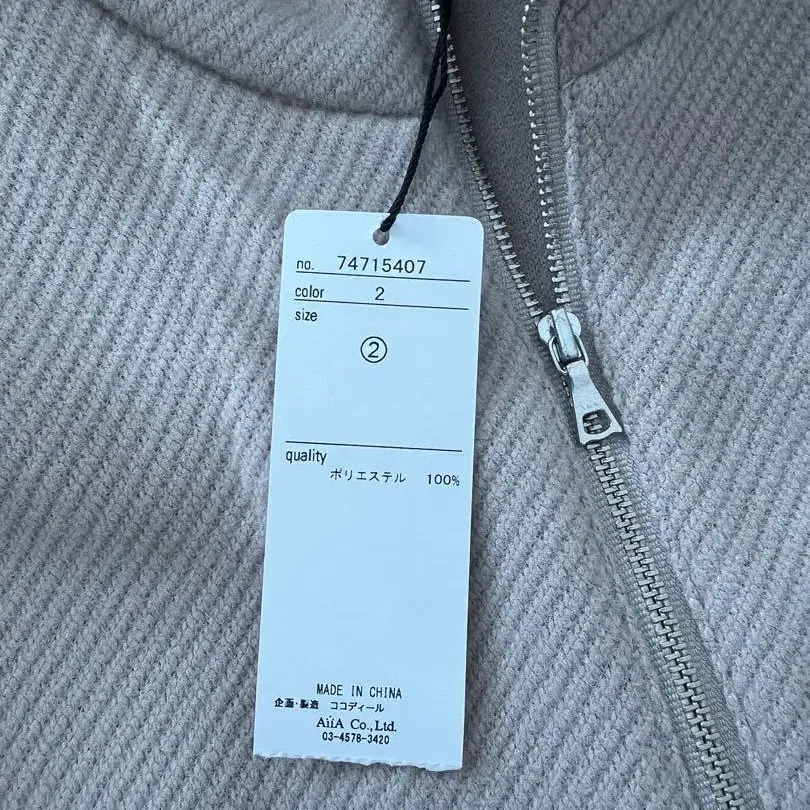 no. 74715407
color 2
size
②
quality
ポリエステル 100%
MADE IN CHINA
企画・製造 ココディール
AiiA Co.,Ltd.
03-4578-3420